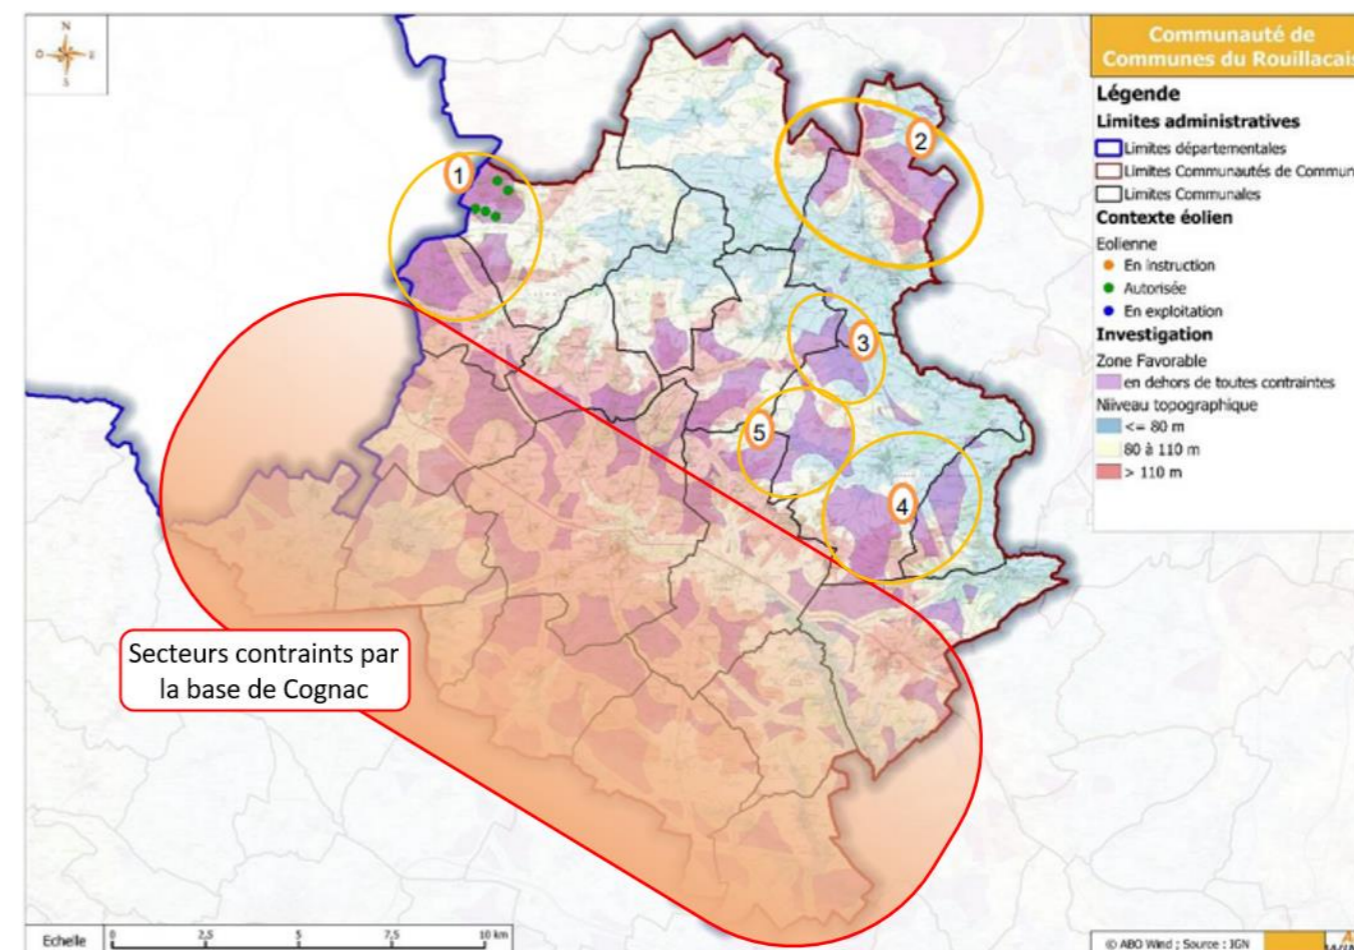 N
O E
S
Communauté de
Communes du Rouillacais
Légende
Limites administratives
Limites départementales
Limites Communautés de Commun
Limites Communales
Contexte éolien
Eolienne
En instruction
Autorisée
En exploitation
Investigation
Zone Favorable
en dehors de toutes contraintes
Niiveau topographique
<= 80 m
80 à 110 m
> 110 m
1
2
3
5
4
Secteurs contraints par
la base de Cognac
Echelle 0 2,5 5 10 km
© ABO Wind ; Source : IGN